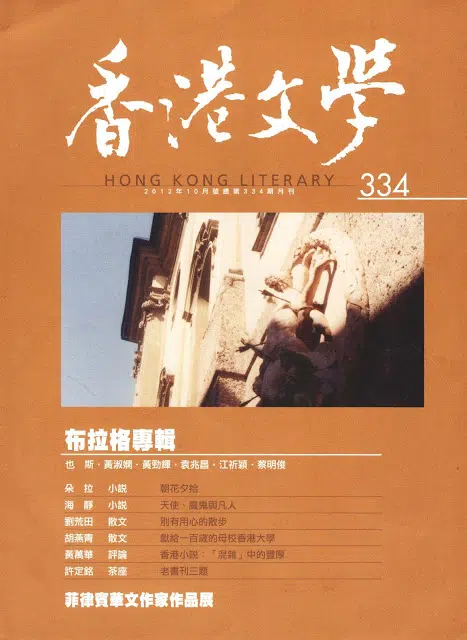 香港文學
HONG KONG LITERARY
334
2012年10月號總第334期月刊
布拉格專輯
也 斯・黃淑嫻・黃勁輝・袁兆昌・江祈穎・蔡明俊
朵 拉 小説 朝花夕拾
海 靜 小説 天使、魔鬼與凡人
劉荒田 散文 別有用心的散步
胡燕青 散文 獻給一百歲的母校香港大學
黃萬華 評論 香港小説：「混雜」中的豐厚
許定銘 茶座 老書刊三題
菲律賓華文作家作品展